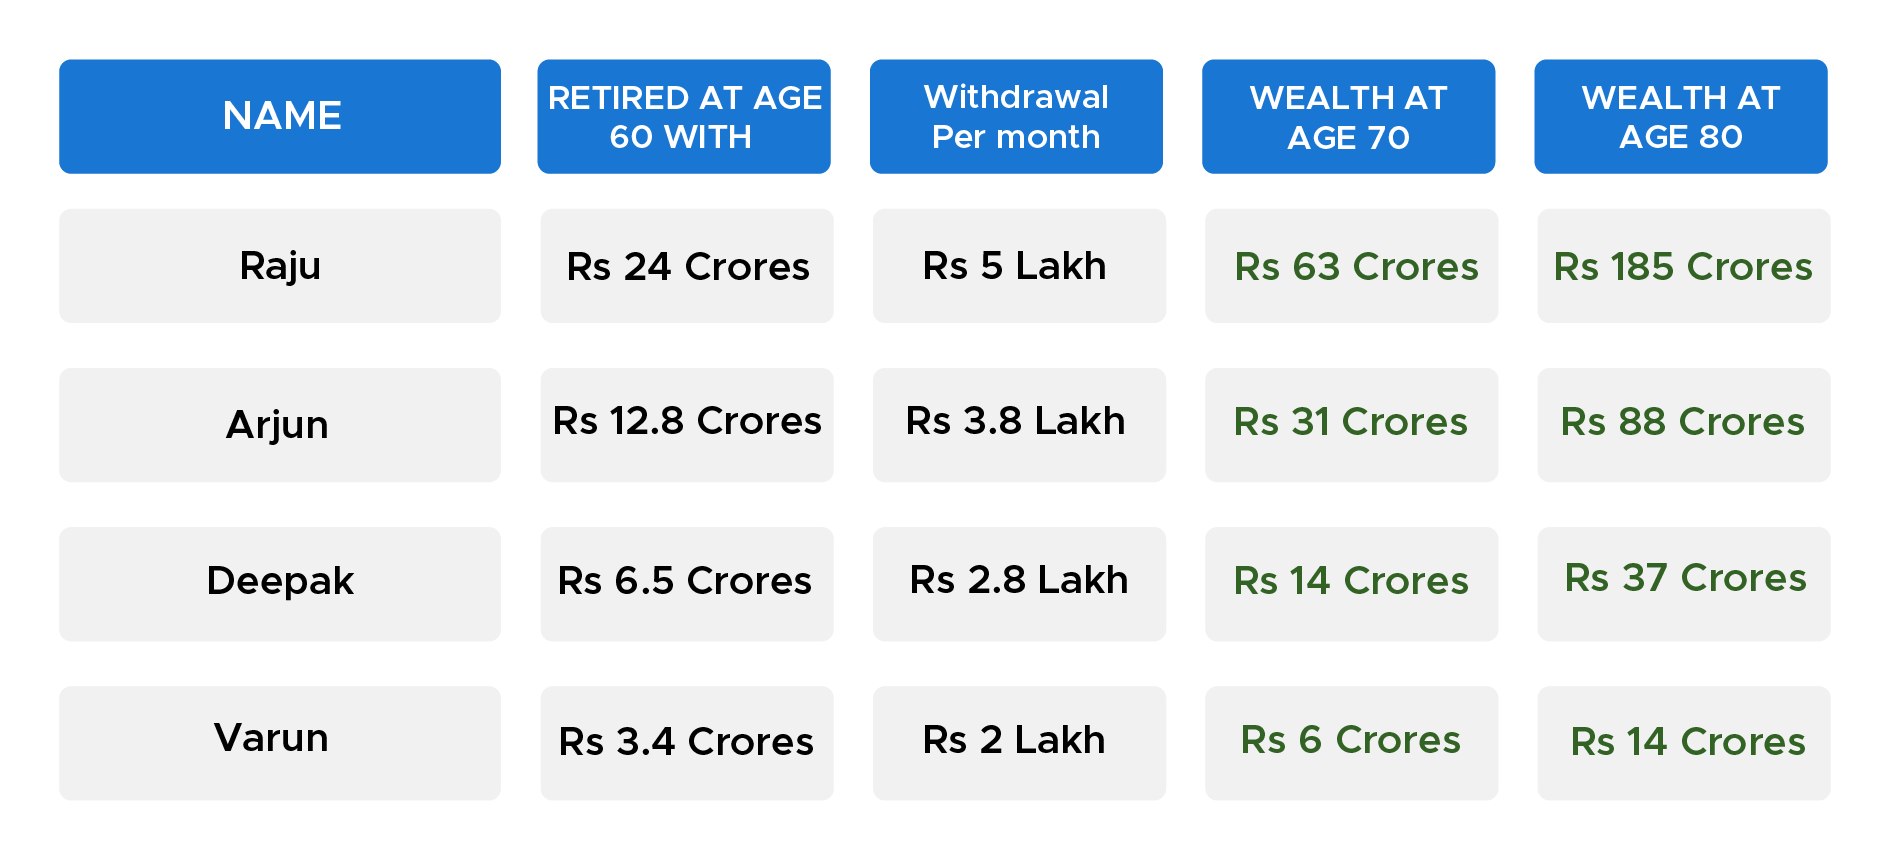 NAME
RETIRED AT AGE
60 WITH
Withdrawal
Per month
WEALTH AT
AGE 70
WEALTH AT
AGE 80
Raju
Rs 24 Crores
Rs 5 Lakh
Rs 63 Crores
Rs 185 Crores
Arjun
Rs 12.8 Crores
Rs 3.8 Lakh
Rs 31 Crores
Rs 88 Crores
Deepak
Rs 6.5 Crores
Rs 2.8 Lakh
Rs 14 Crores
Rs 37 Crores
Varun
Rs 3.4 Crores
Rs 2 Lakh
Rs 6 Crores
Rs 14 Crores